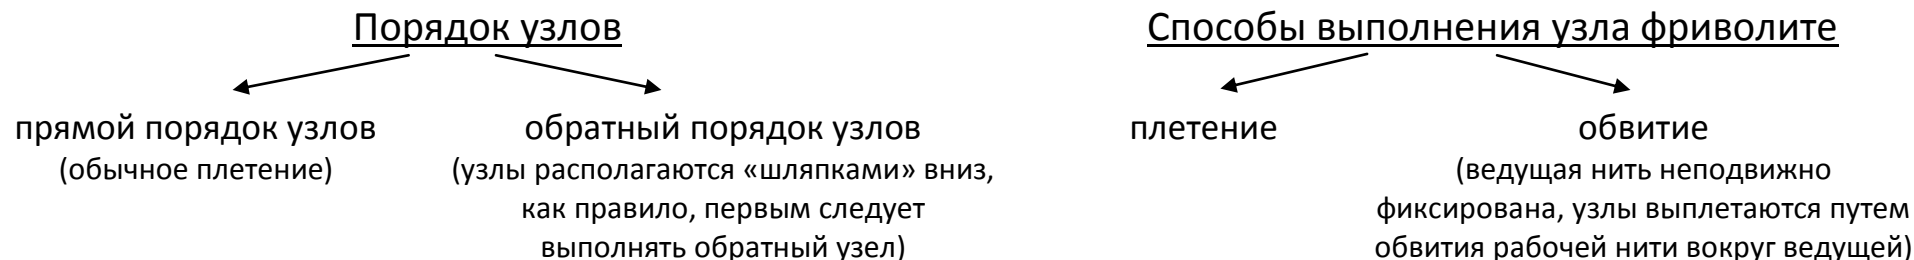 Порядок узлов
прямой порядок узлов
(обычное плетение)
обратный порядок узлов
(узлы располагаются «шляпками» вниз,
как правило, первым следует
выполнять обратный узел)
Способы выполнения узла фриволите
плетение
обвитие
(ведущая нить неподвижно
фиксирована, узлы выплетаются путем
обвития рабочей нити вокруг ведущей)